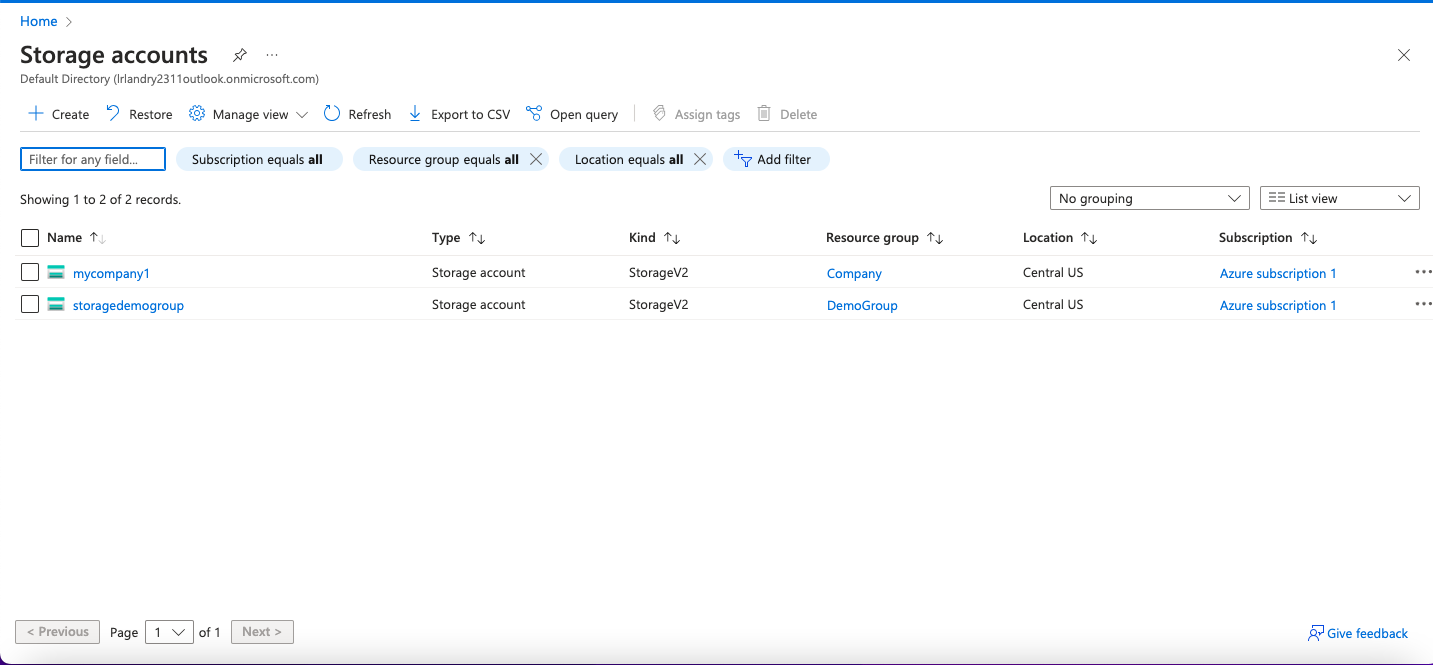 Home
Storage accounts
Default Directory (lrlandry2311outlook.onmicrosoft.com)
Create Restore Manage view Refresh Export to CSV Open query Assign tags Delete
Filter for any field... Subscription equals all Resource group equals all Location equals all Add filter
Showing 1 to 2 of 2 records. No grouping List view
Name Type Kind Resource group Location Subscription
mycompany1 Storage account StorageV2 Company Central US Azure subscription 1
storagedemogroup Storage account StorageV2 DemoGroup Central US Azure subscription 1
< Previous Page 1 of 1 Next > Give feedback